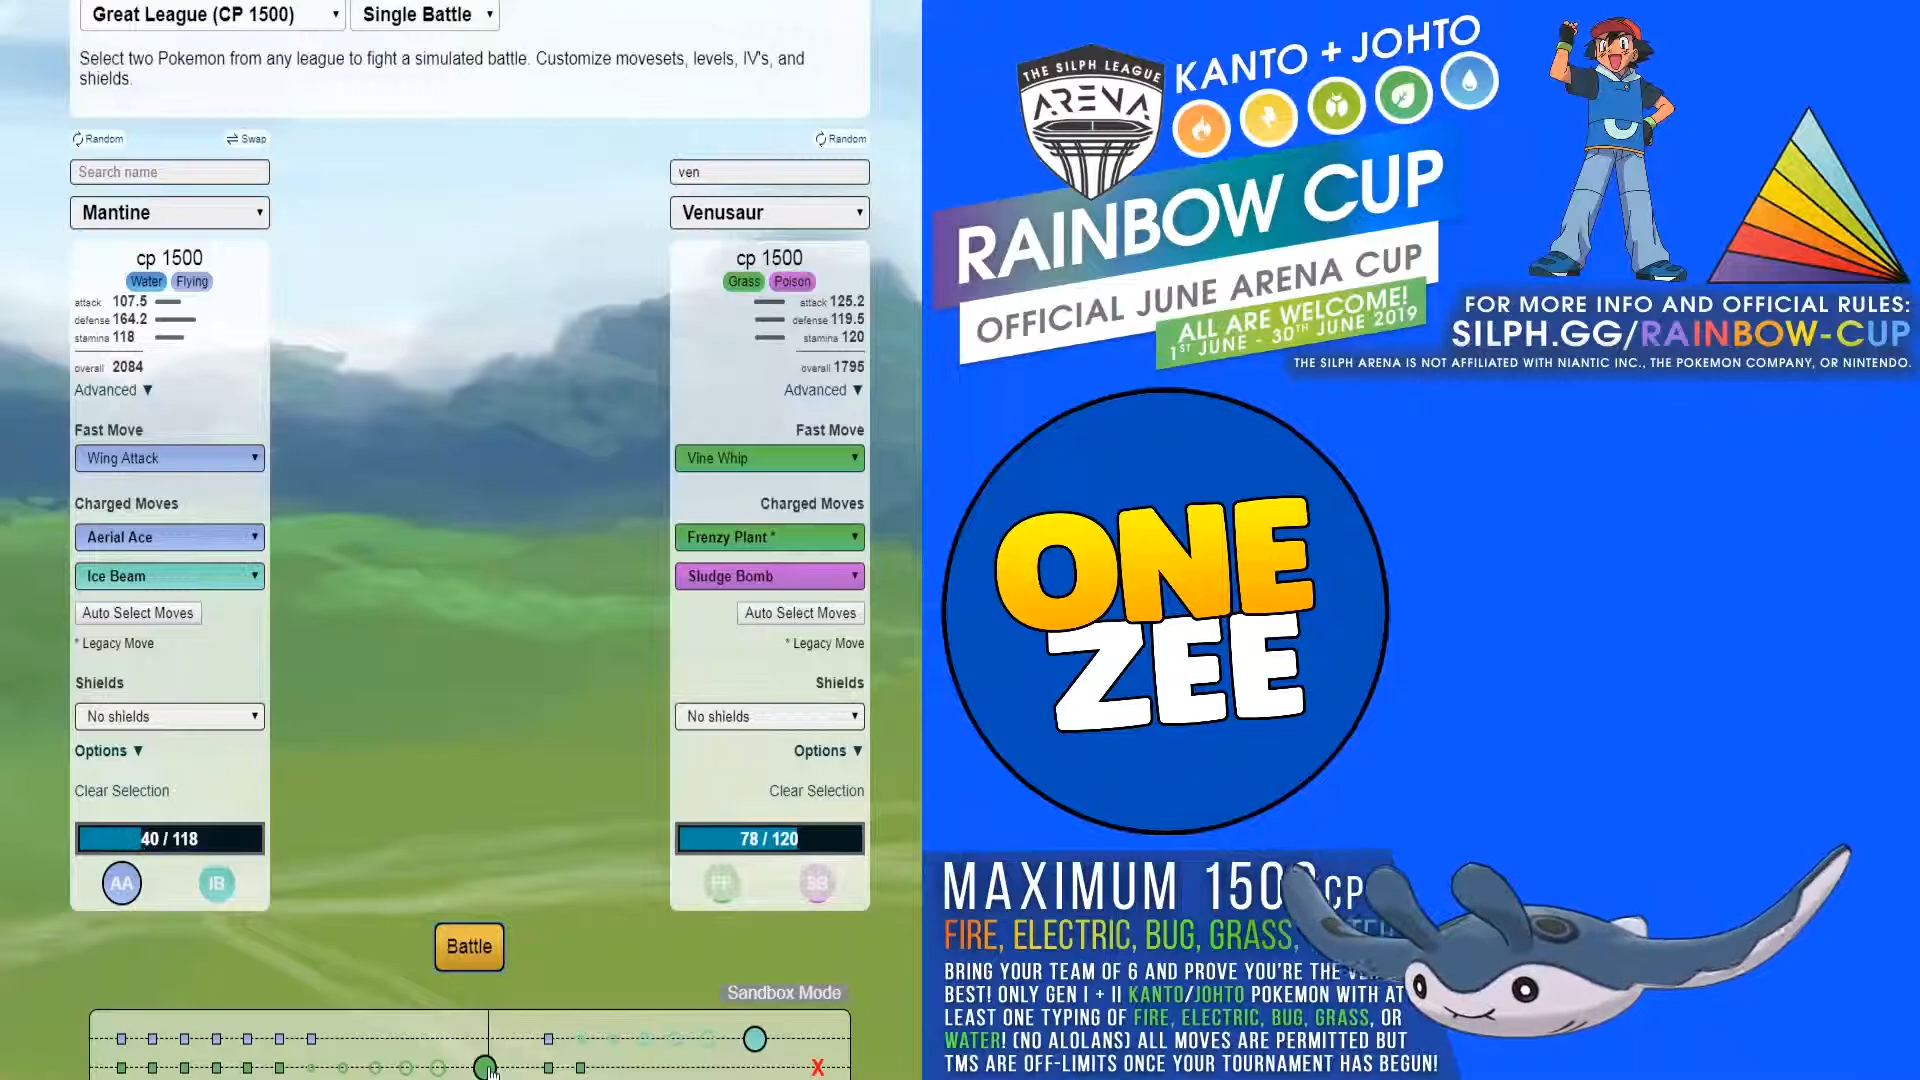 Great League (CP 1500)
Single Battle
Select two Pokemon from any league to fight a simulated battle. Customize movesets, levels, IV's, and
shields.
Random
Swap
Random
Search name
ven
Mantine
Venusaur
cp 1500
Water Flying
attack 107.5
defense 164.2
stamina 118
overall 2084
Advanced ▼
Fast Move
Wing Attack
Charged Moves
Aerial Ace
Ice Beam
Auto Select Moves
* Legacy Move
Shields
No shields
Options ▼
Clear Selection
40 / 118
AA IB
cp 1500
Grass Poison
attack 125.2
defense 119.5
stamina 120
overall 1795
Advanced ▼
Fast Move
Vine Whip
Charged Moves
Frenzy Plant *
Sludge Bomb
Auto Select Moves
* Legacy Move
Shields
No shields
Options ▼
Clear Selection
78 / 120
FP SB
Battle
Sandbox Mode
X
THE SILPH LEAGUE
ARENA
KANTO + JOHTO
RAINBOW CUP
OFFICIAL JUNE ARENA CUP
ALL ARE WELCOME!
1ST JUNE - 30TH JUNE 2019
FOR MORE INFO AND OFFICIAL RULES:
SILPH.GG/RAINBOW-CUP
THE SILPH ARENA IS NOT AFFILIATED WITH NIANTIC INC., THE POKEMON COMPANY, OR NINTENDO.
ONE
ZEE
MAXIMUM 1500 CP
FIRE, ELECTRIC, BUG, GRASS,
BRING YOUR TEAM OF 6 AND PROVE YOU'RE THE
BEST! ONLY GEN I + II KANTO/JOHTO POKEMON WITH AT
LEAST ONE TYPING OF FIRE, ELECTRIC, BUG, GRASS, OR
WATER! (NO ALOLANS) ALL MOVES ARE PERMITTED BUT
TMS ARE OFF-LIMITS ONCE YOUR TOURNAMENT HAS BEGUN!